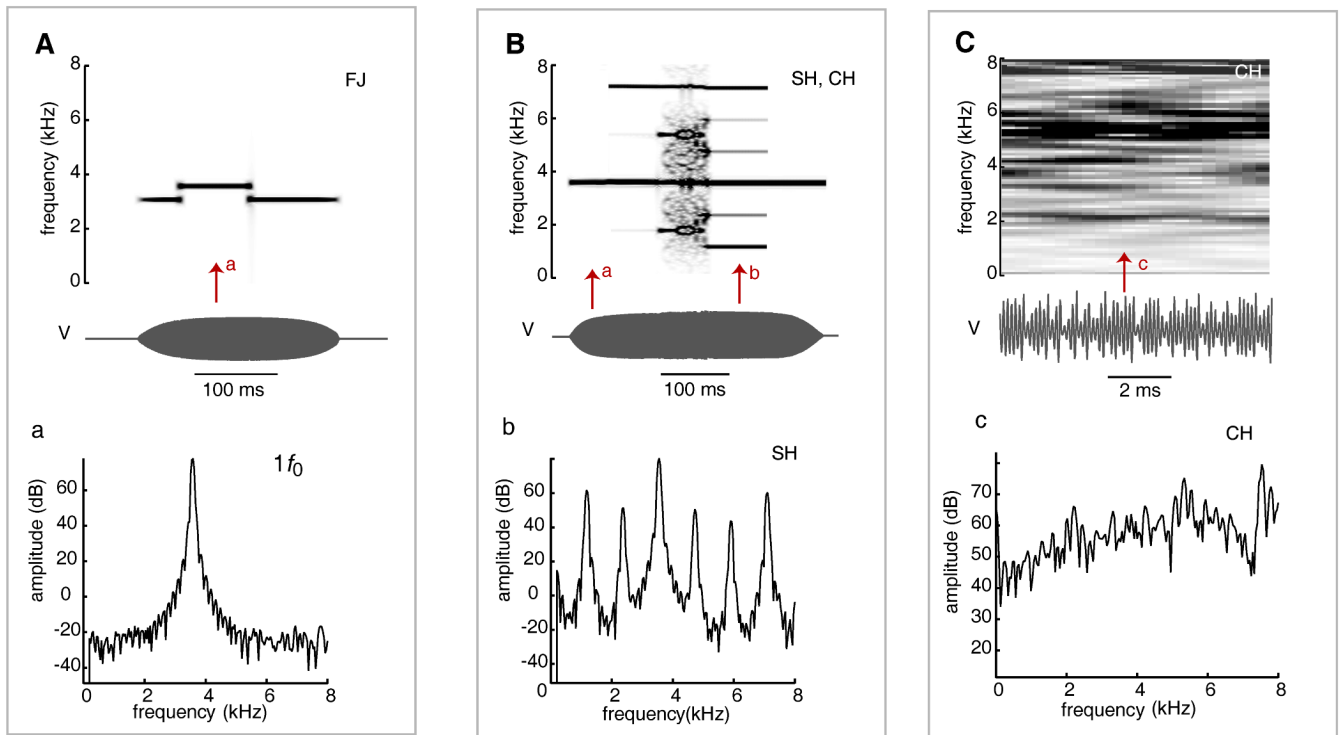 A
FJ
frequency (kHz)
8
6
4
2
0
a
V
100 ms
a
1f0
amplitude (dB)
60
40
20
0
-20
-40
0 2 4 6 8
frequency (kHz)
B
SH, CH
frequency (kHz)
8
6
4
2
0
a
b
V
100 ms
b
SH
amplitude (dB)
60
40
20
0
-20
-40
0 2 4 6 8
frequency(kHz)
C
CH
frequency (kHz)
8
6
4
2
0
c
V
2 ms
c
CH
amplitude (dB)
80
70
60
50
40
30
20
0 2 4 6 8
frequency (kHz)